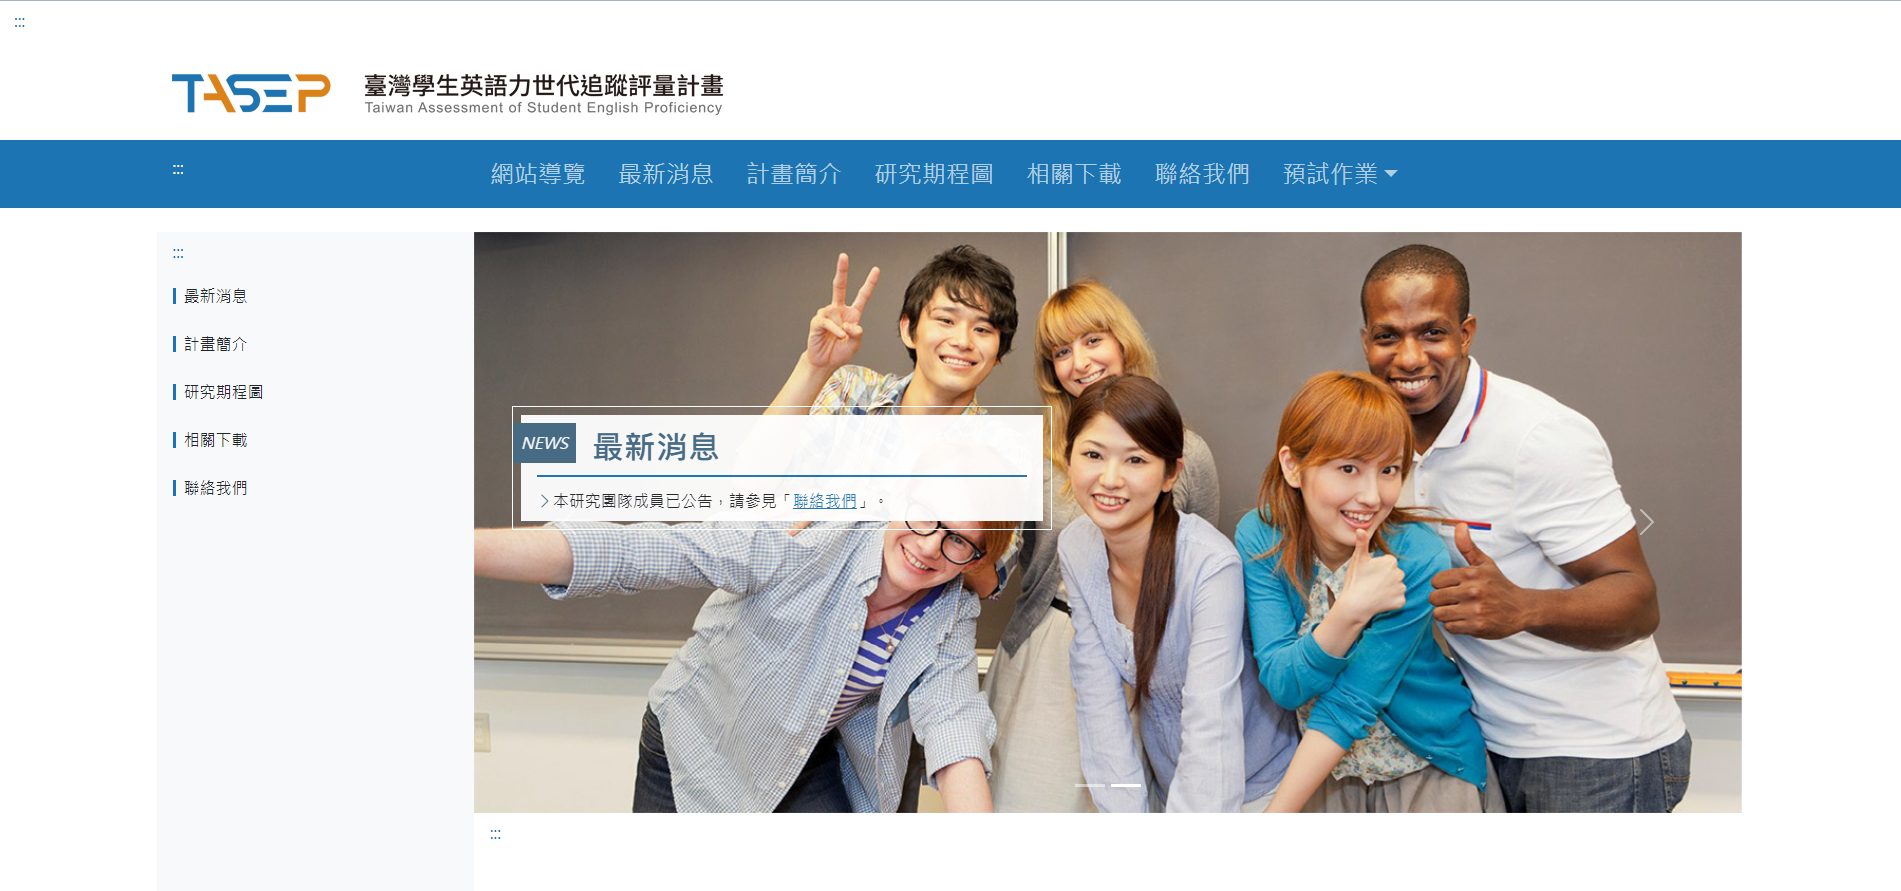 :::
TASEP
臺灣學生英語力世代追蹤評量計畫
Taiwan Assessment of Student English Proficiency
:::
網站導覽 最新消息 計畫簡介 研究期程圖 相關下載 聯絡我們 預試作業
:::
最新消息
計畫簡介
研究期程圖
相關下載
聯絡我們
NEWS 最新消息
本研究團隊成員已公告，請參見「聯絡我們」。
:::